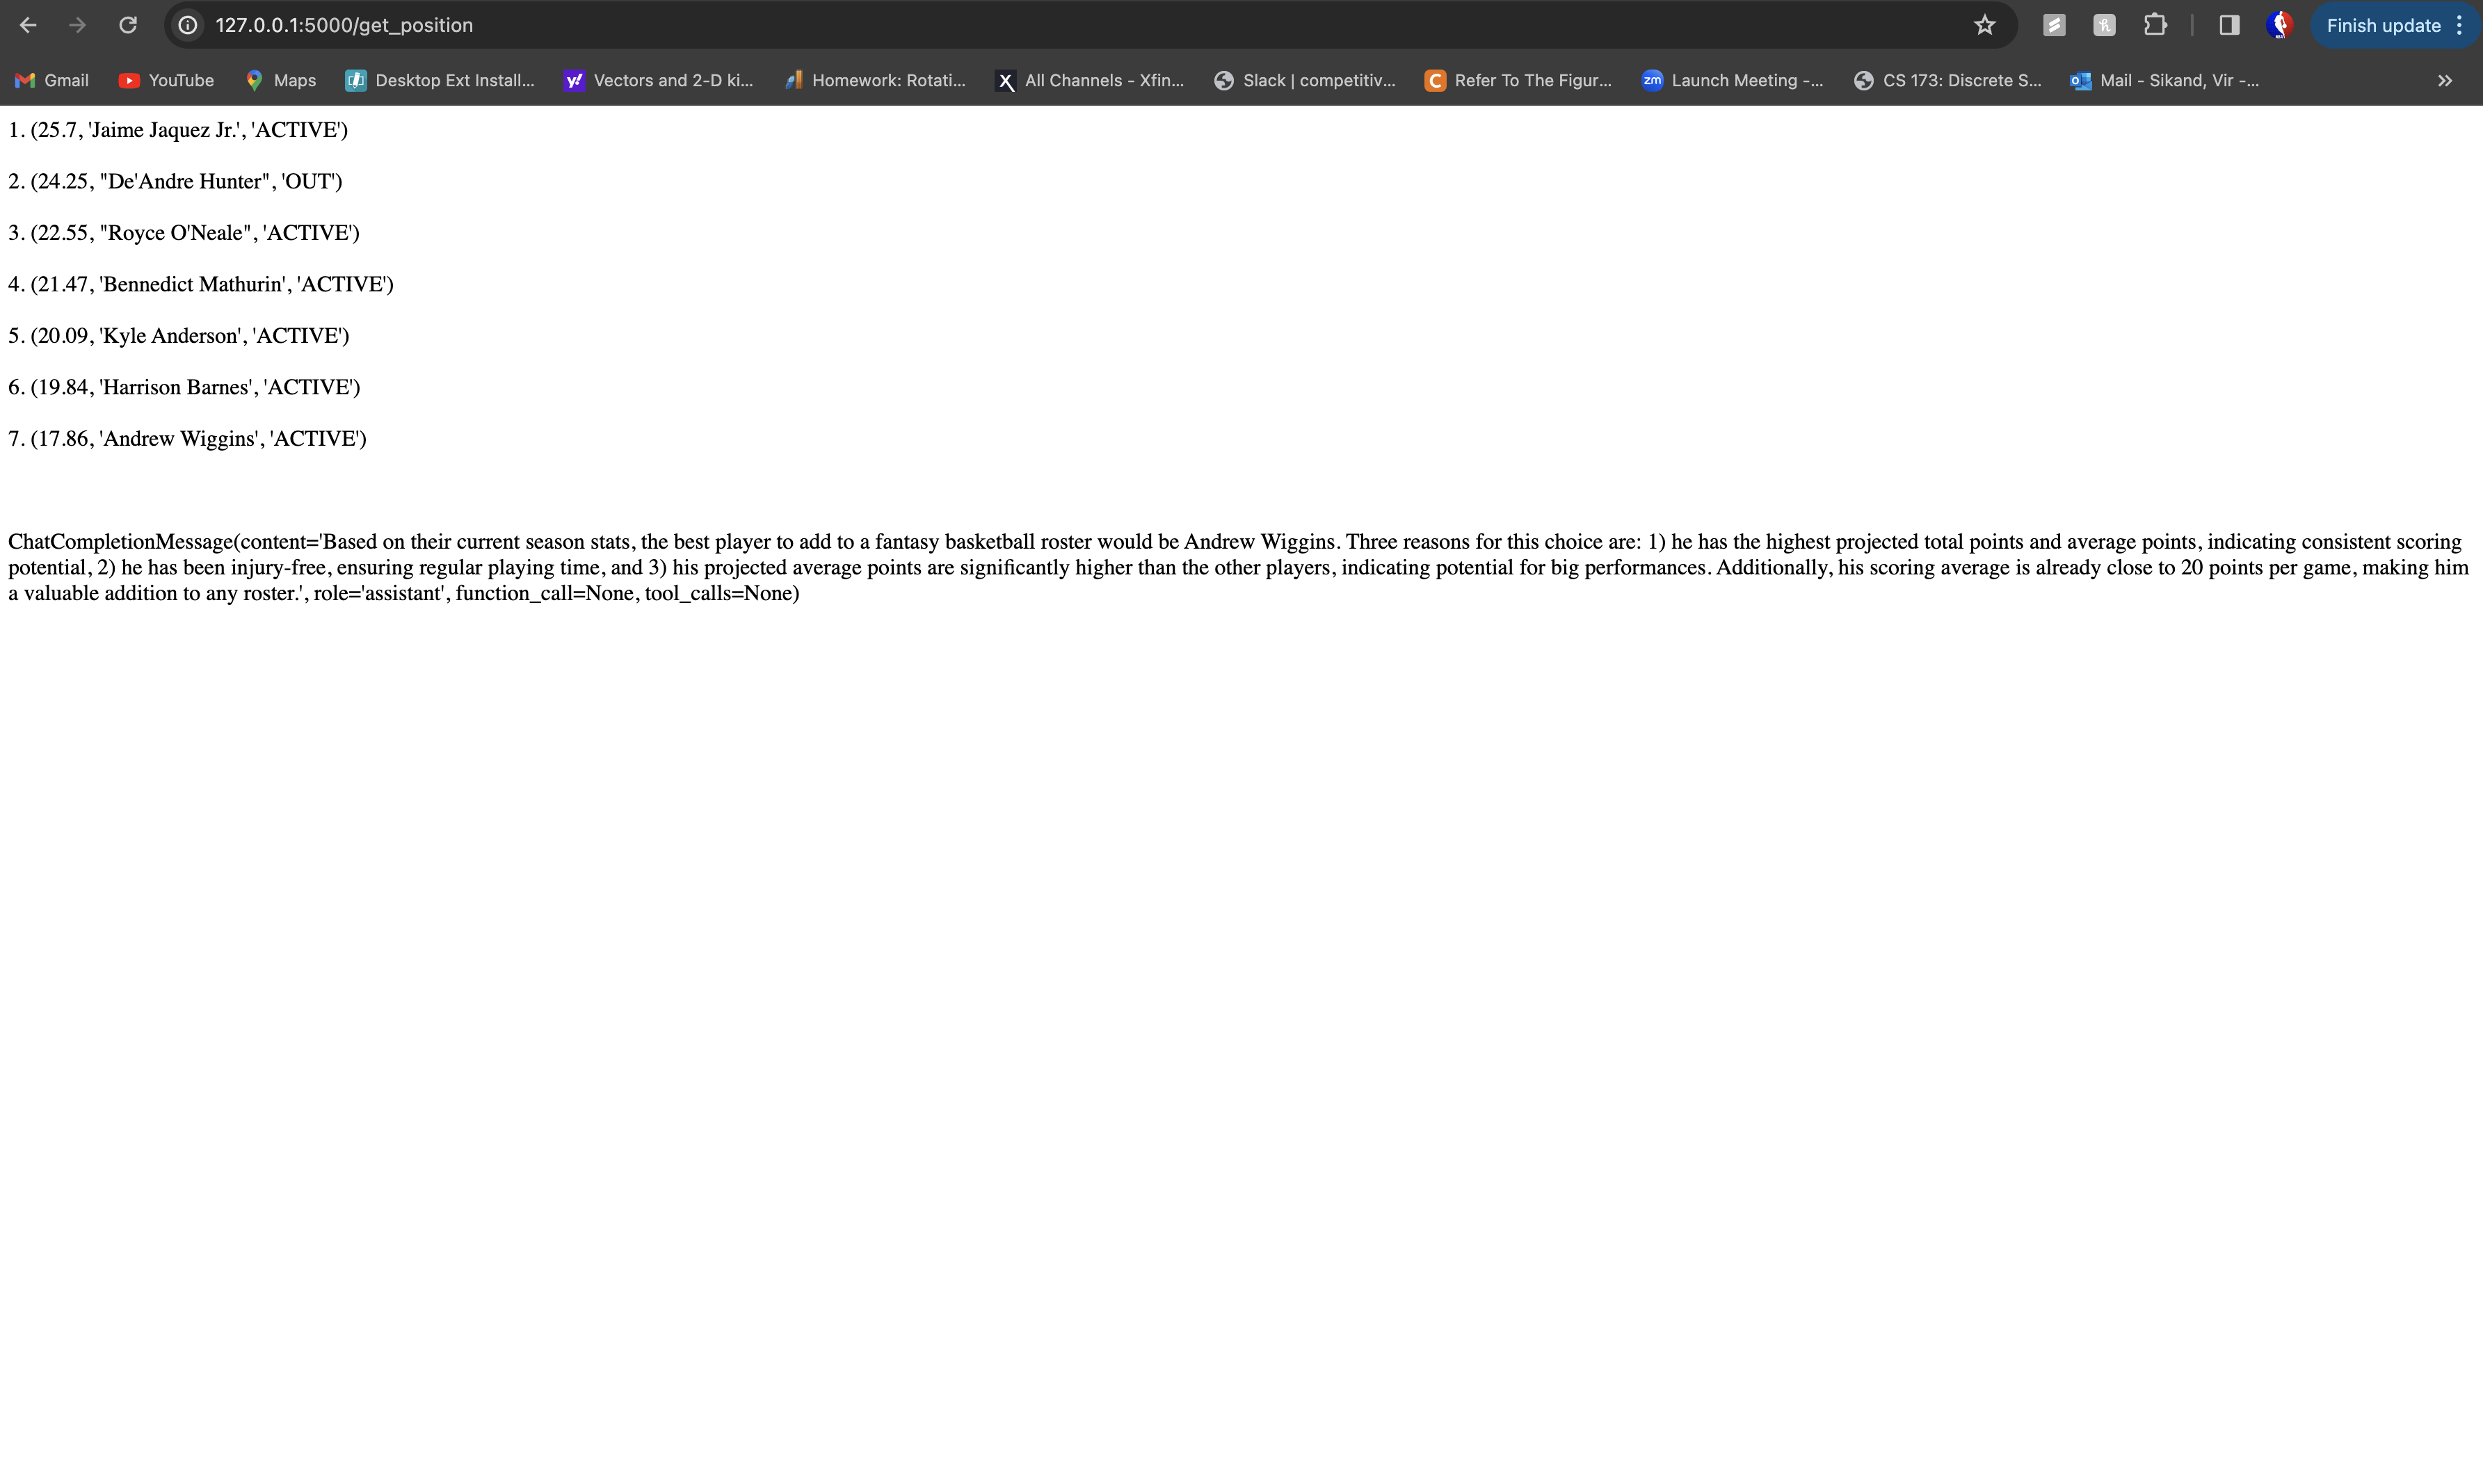 127.0.0.1:5000/get_position
Finish update
Gmail YouTube Maps Desktop Ext Install... Vectors and 2-D ki... Homework: Rotati... All Channels - Xfin... Slack | competitiv... Refer To The Figur... Launch Meeting -... CS 173: Discrete S... Mail - Sikand, Vir -...
1. (25.7, 'Jaime Jaquez Jr.', 'ACTIVE')
2. (24.25, "De'Andre Hunter", 'OUT')
3. (22.55, "Royce O'Neale", 'ACTIVE')
4. (21.47, 'Bennedict Mathurin', 'ACTIVE')
5. (20.09, 'Kyle Anderson', 'ACTIVE')
6. (19.84, 'Harrison Barnes', 'ACTIVE')
7. (17.86, 'Andrew Wiggins', 'ACTIVE')
ChatCompletionMessage(content='Based on their current season stats, the best player to add to a fantasy basketball roster would be Andrew Wiggins. Three reasons for this choice are: 1) he has the highest projected total points and average points, indicating consistent scoring
potential, 2) he has been injury-free, ensuring regular playing time, and 3) his projected average points are significantly higher than the other players, indicating potential for big performances. Additionally, his scoring average is already close to 20 points per game, making him
a valuable addition to any roster.', role='assistant', function_call=None, tool_calls=None)